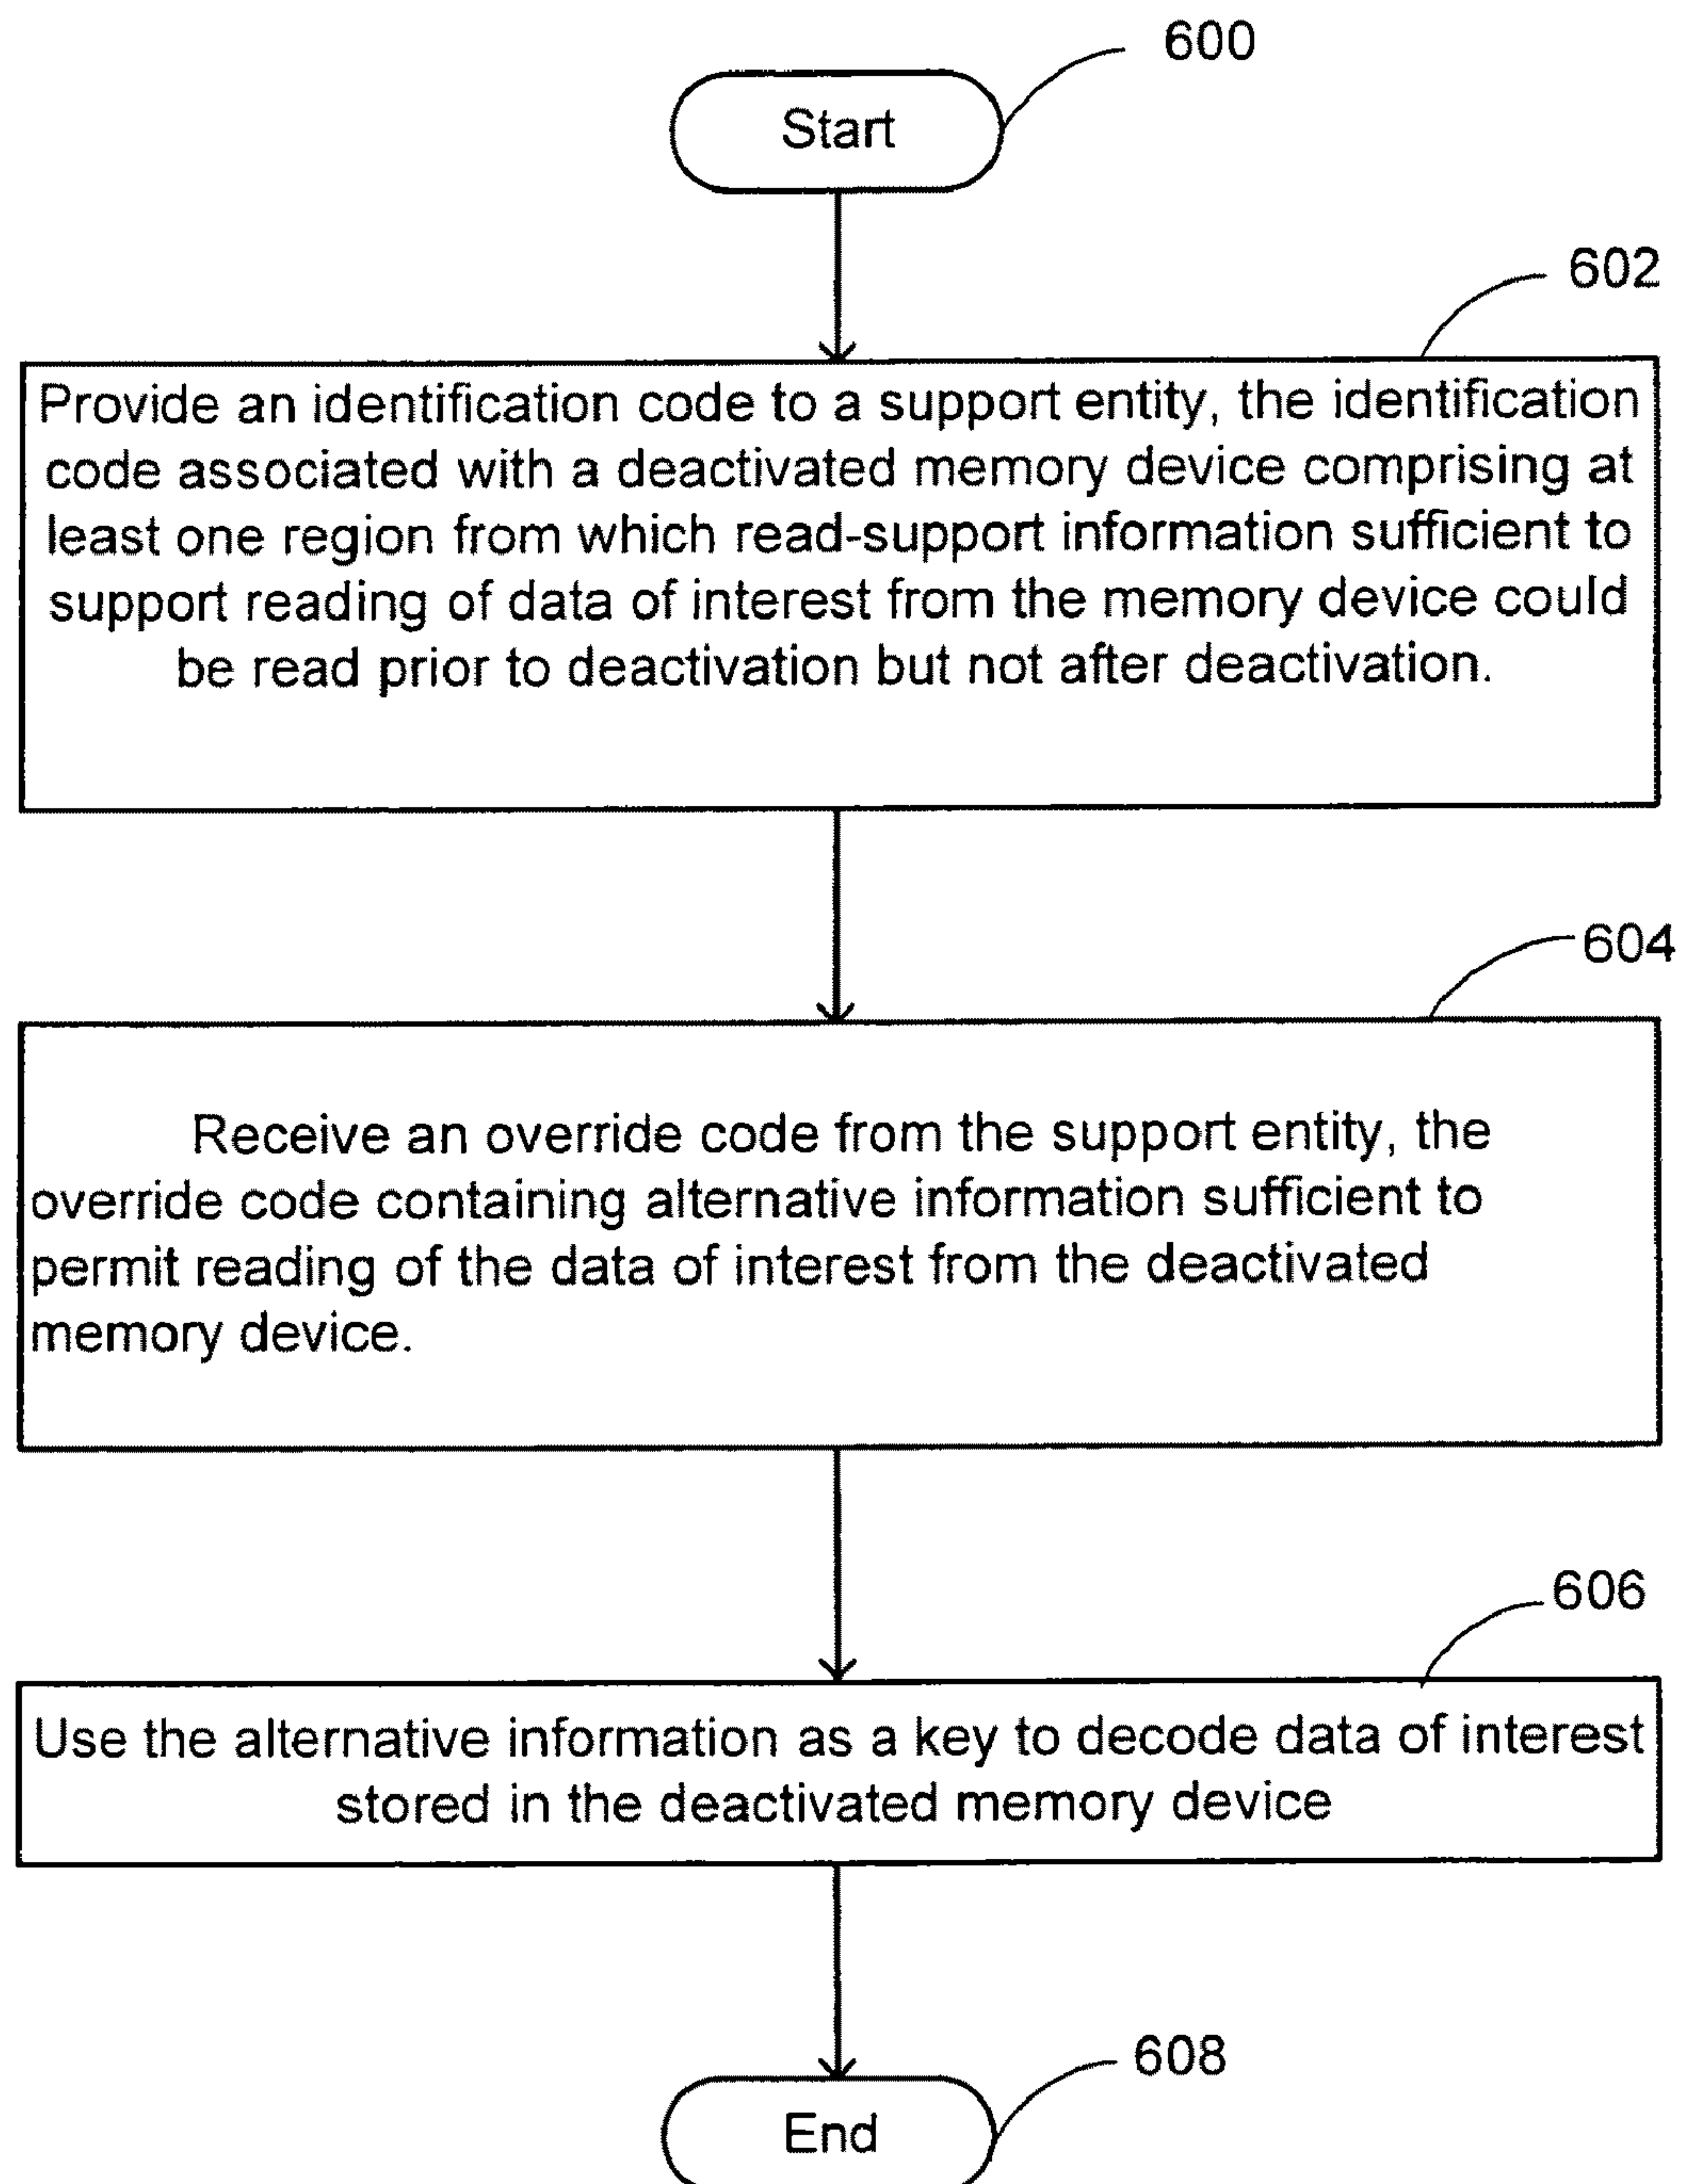 600
Start
602
Provide an identification code to a support entity, the identification
code associated with a deactivated memory device comprising at
least one region from which read-support information sufficient to
support reading of data of interest from the memory device could
be read prior to deactivation but not after deactivation.
604
Receive an override code from the support entity, the
override code containing alternative information sufficient to
permit reading of the data of interest from the deactivated
memory device.
606
Use the alternative information as a key to decode data of interest
stored in the deactivated memory device
608
End